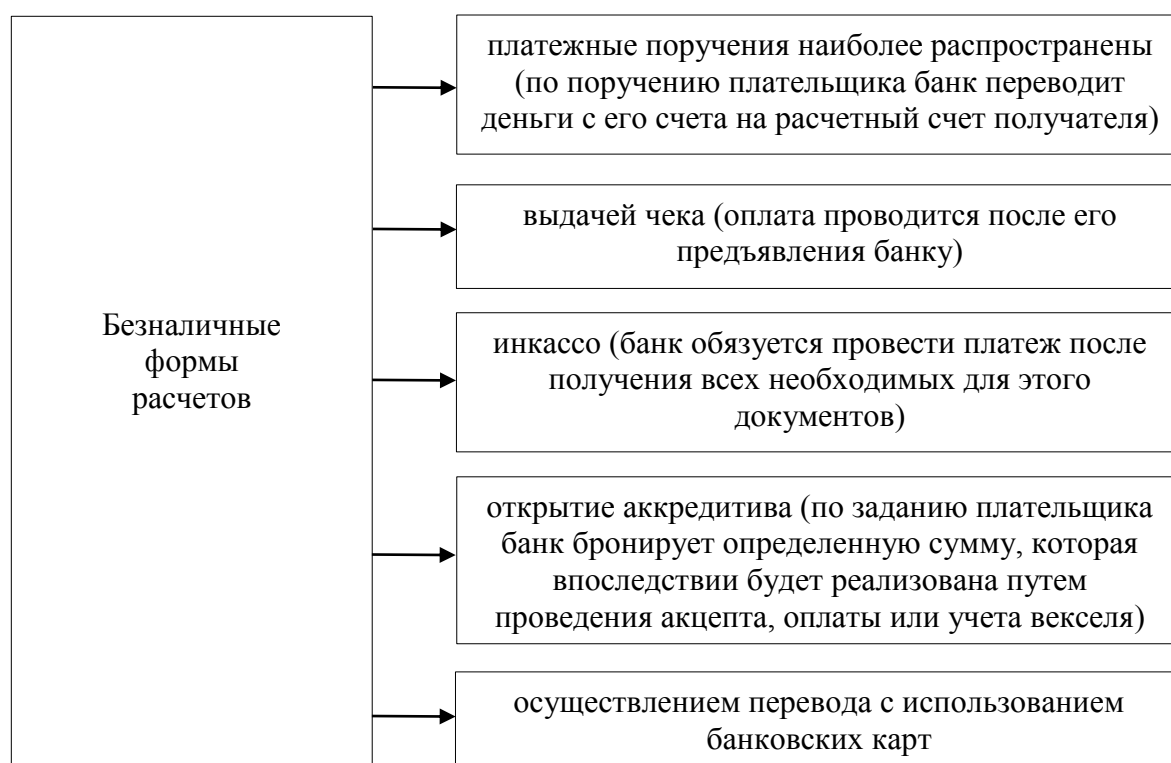 Безналичные
формы
расчетов
платежные поручения наиболее распространены
(по поручению плательщика банк переводит
деньги с его счета на расчетный счет получателя)
выдачей чека (оплата проводится после его
предъявления банку)
инкассо (банк обязуется провести платеж после
получения всех необходимых для этого
документов)
открытие аккредитива (по заданию плательщика
банк бронирует определенную сумму, которая
впоследствии будет реализована путем
проведения акцепта, оплаты или учета векселя)
осуществлением перевода с использованием
банковских карт